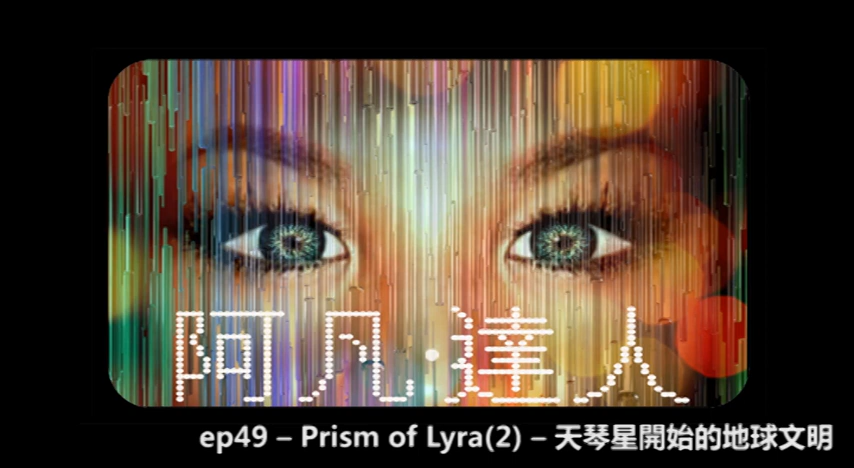 阿凡·達人
ep49 – Prism of Lyra(2) – 天琴星開始的地球文明